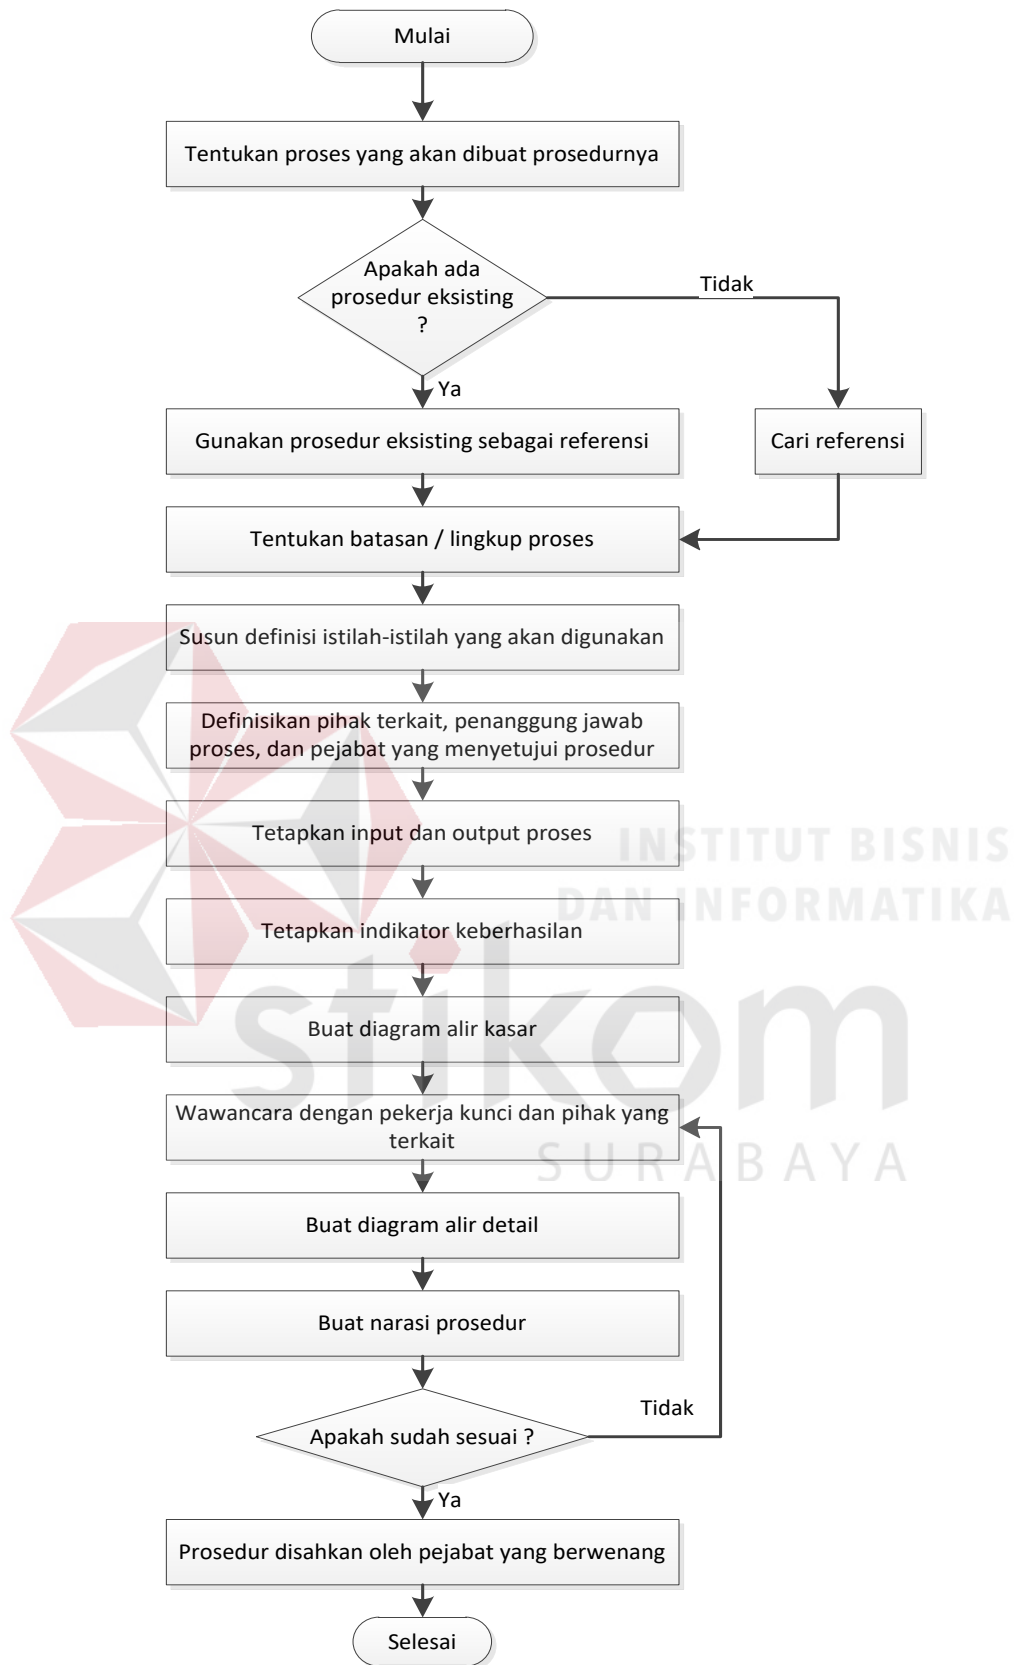 Mulai
Tentukan proses yang akan dibuat prosedurnya
Apakah ada
prosedur eksisting
?
Tidak
Ya
Gunakan prosedur eksisting sebagai referensi
Cari referensi
Tentukan batasan / lingkup proses
Susun definisi istilah-istilah yang akan digunakan
Definisikan pihak terkait, penanggung jawab
proses, dan pejabat yang menyetujui prosedur
Tetapkan input dan output proses
INSTITUT BISNIS
DAN INFORMATIKA
Tetapkan indikator keberhasilan
stikom
SURABAYA
Buat diagram alir kasar
Wawancara dengan pekerja kunci dan pihak yang
terkait
Buat diagram alir detail
Buat narasi prosedur
Tidak
Apakah sudah sesuai ?
Ya
Prosedur disahkan oleh pejabat yang berwenang
Selesai